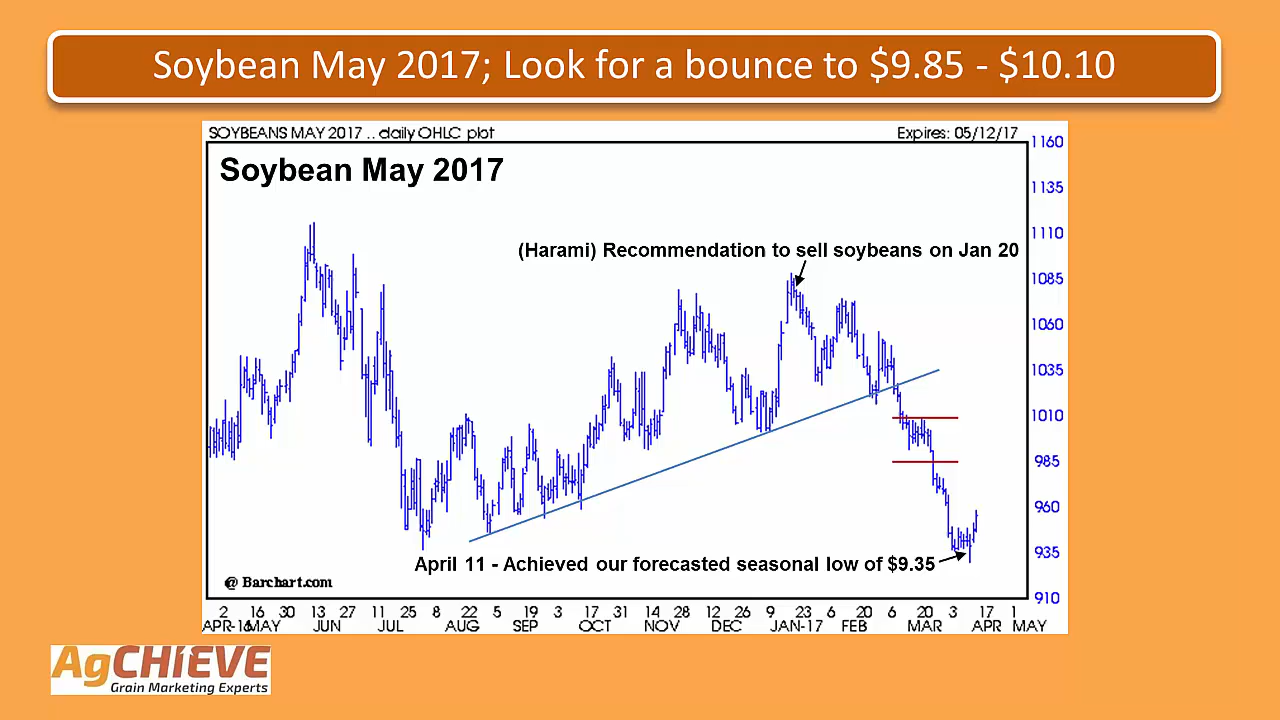 Soybean May 2017; Look for a bounce to $9.85 - $10.10
SOYBEANS MAY 2017 .. daily OHLC plot
Expires: 05/12/17
Soybean May 2017
(Harami) Recommendation to sell soybeans on Jan 20
1160
1135
1110
1085
1060
1035
1010
985
960
935
910
April 11 - Achieved our forecasted seasonal low of $9.35
@ Barchart.com
2 16 30 13 27 11 25 8 22 5 19 3 17 31 14 28 12 26 9 23 6 20 6 20 3 17 1
APR-16 MAY JUN JUL AUG SEP OCT NOV DEC JAN-17 FEB MAR APR MAY
AgCHIEVE
Grain Marketing Experts